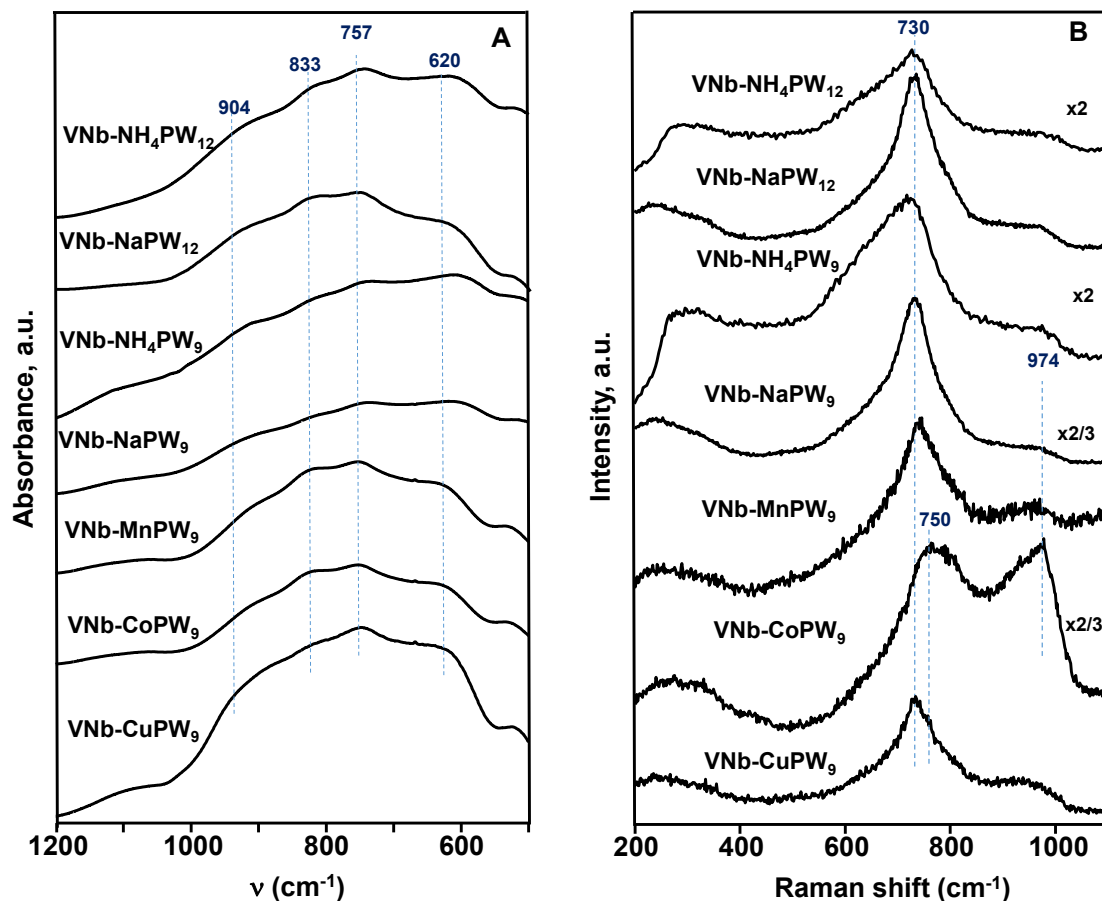 A
757
833
620
904
VNb-NH₄PW₁₂
VNb-NaPW₁₂
VNb-NH₄PW₉
VNb-NaPW₉
VNb-MnPW₉
VNb-CoPW₉
VNb-CuPW₉
Absorbance, a.u.
1200
1000
800
600
ν (cm⁻¹)
B
730
VNb-NH₄PW₁₂
x2
VNb-NaPW₁₂
VNb-NH₄PW₉
x2
974
VNb-NaPW₉
x2/3
VNb-MnPW₉
750
VNb-CoPW₉
x2/3
VNb-CuPW₉
Intensity, a.u.
200
400
600
800
1000
Raman shift (cm⁻¹)